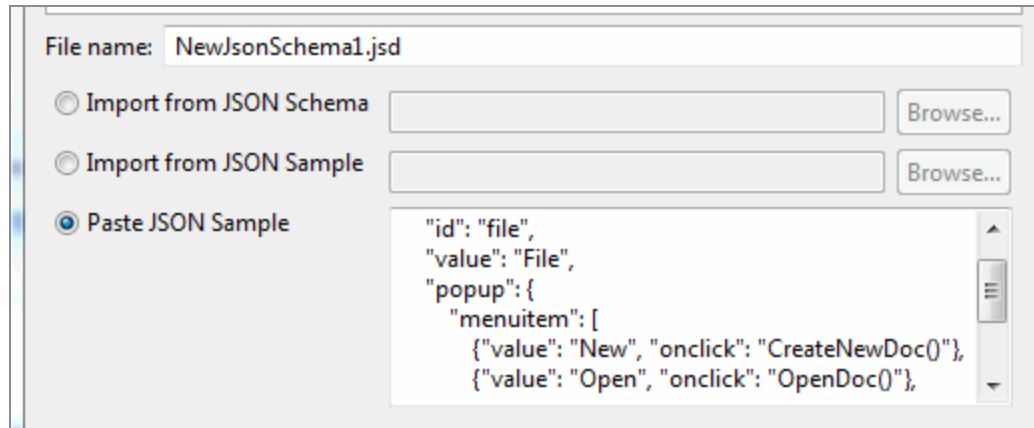 File name: NewJsonSchema1.jsd
Import from JSON Schema Browse...
Import from JSON Sample Browse...
Paste JSON Sample
"id": "file",
"value": "File",
"popup": {
"menuitem": [
{"value": "New", "onclick": "CreateNewDoc()"},
{"value": "Open", "onclick": "OpenDoc()"},